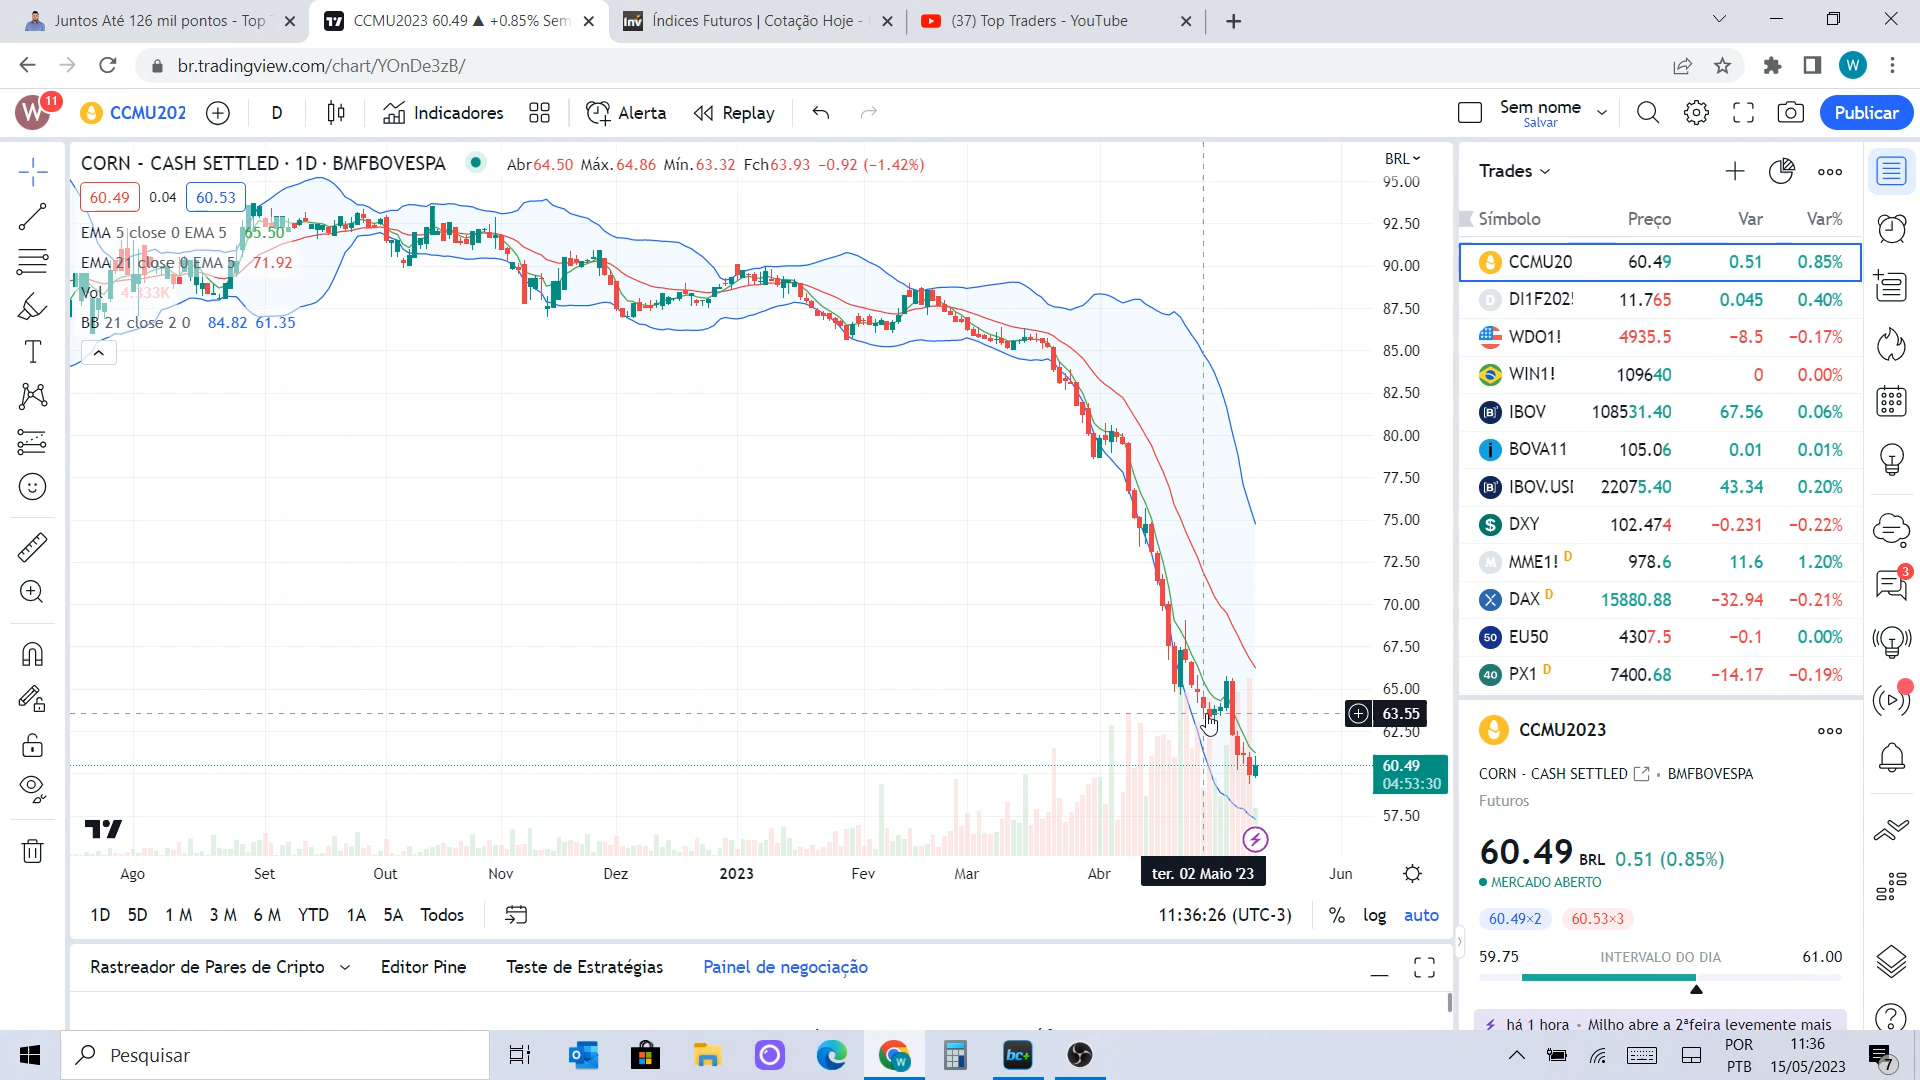 Juntos Até 126 mil pontos - Top
CCMU2023 60.49 ▲ +0.85% Sem
Índices Futuros | Cotação Hoje -
(37) Top Traders - YouTube
br.tradingview.com/chart/YOnDe3zB/
W
W
11
CCMU202
D
Indicadores
Alerta
Replay
Sem nome
Salvar
Publicar
CORN - CASH SETTLED · 1D · BMFBOVESPA
Abr64.50 Máx.64.86 Mín.63.32 Fch63.93 −0.92 (−1.42%)
60.49 0.04 60.53
EMA 5 close 0 EMA 5 65.50
EMA 21 close 0 EMA 5 71.92
Vol 4.333K
BB 21 close 2 0 84.82 61.35
BRL
95.00
92.50
90.00
87.50
85.00
82.50
80.00
77.50
75.00
72.50
70.00
67.50
65.00
63.55
62.50
60.49
04:53:30
57.50
Ago Set Out Nov Dez 2023 Fev Mar Abr ter. 02 Maio '23 Jun
1D 5D 1 M 3 M 6 M YTD 1A 5A Todos
11:36:26 (UTC-3) % log auto
Rastreador de Pares de Cripto Editor Pine Teste de Estratégias Painel de negociação
Trades
Símbolo Preço Var Var%
CCMU20 60.49 0.51 0.85%
DI1F202 11.765 0.045 0.40%
WDO1! 4935.5 −8.5 −0.17%
WIN1! 109640 0 0.00%
IBOV 108531.40 67.56 0.06%
BOVA11 105.06 0.01 0.01%
IBOV.USD 22075.40 43.34 0.20%
DXY 102.474 −0.231 −0.22%
MME1! D 978.6 11.6 1.20%
DAX D 15880.88 −32.94 −0.21%
EU50 4307.5 −0.1 0.00%
PX1 D 7400.68 −14.17 −0.19%
3
CCMU2023
CORN - CASH SETTLED • BMFBOVESPA
Futuros
60.49 BRL 0.51 (0.85%)
MERCADO ABERTO
60.49×2 60.53×3
59.75 INTERVALO DO DIA 61.00
há 1 hora • Milho abre a 2ªfeira levemente mais
Pesquisar
POR
PTB
11:36
15/05/2023
7